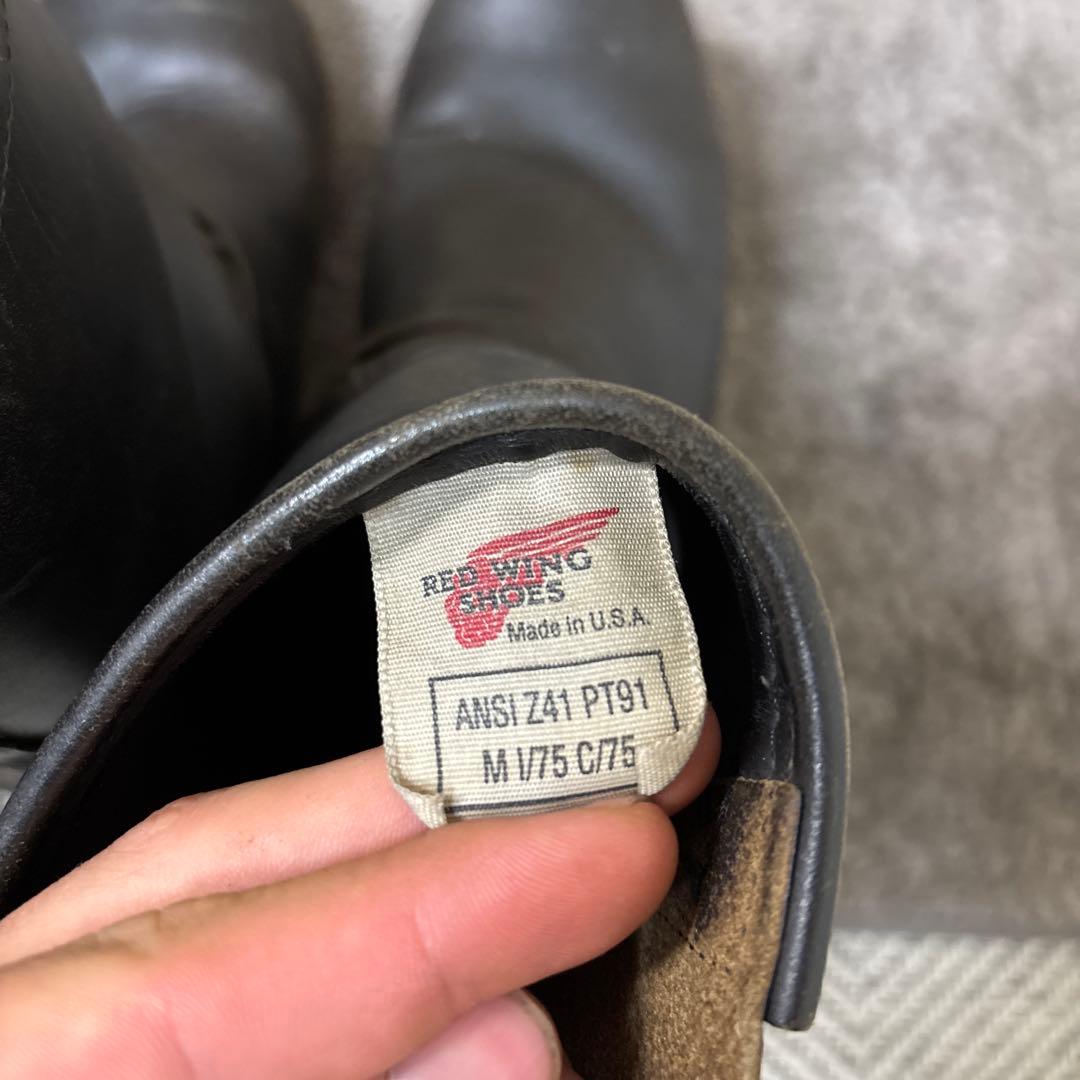 RED WING
SHOES
Made in U.S.A.
ANSI Z41 PT91
M I/75 C/75